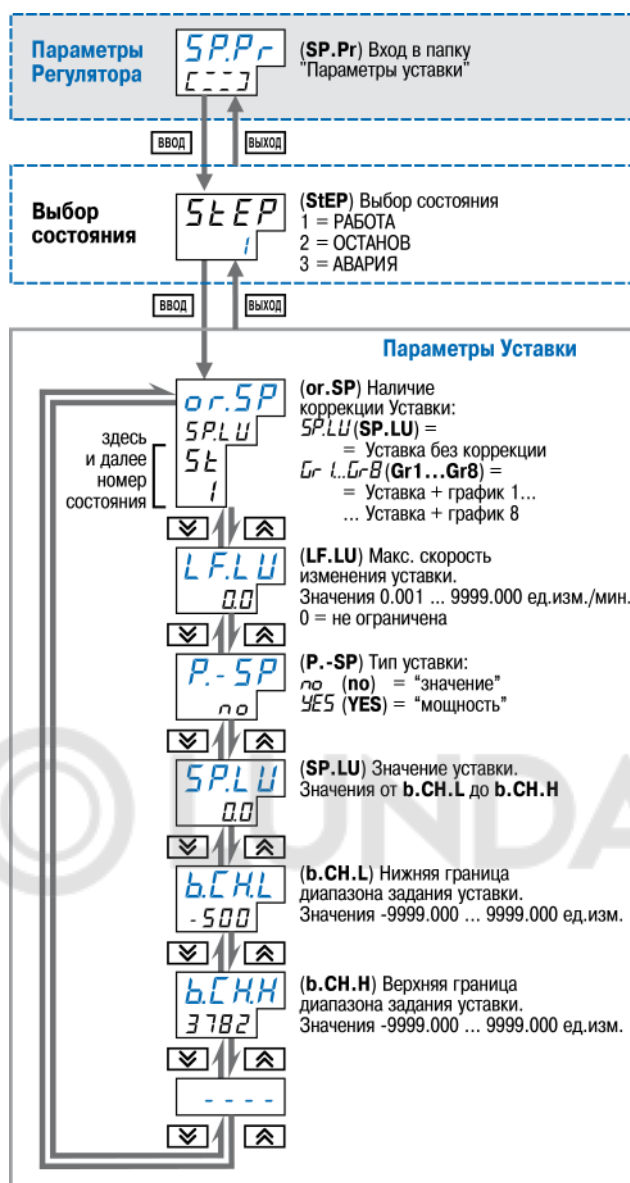 Параметры
Регулятора
SP.Pr
[---]
(SP.Pr) Вход в папку
"Параметры уставки"
ВВОД
ВЫХОД
Выбор
состояния
StEP
1
(StEP) Выбор состояния
1 = РАБОТА
2 = ОСТАНОВ
3 = АВАРИЯ
ВВОД
ВЫХОД
Параметры Уставки
здесь
и далее
номер
состояния
or.SP
SP.LU
St
1
(or.SP) Наличие
коррекции Уставки:
SP.LU (SP.LU) =
= Уставка без коррекции
Gr1...Gr8 (Gr1...Gr8) =
= Уставка + график 1...
... Уставка + график 8
LF.LU
0.0
(LF.LU) Макс. скорость
изменения уставки.
Значения 0.001 ... 9999.000 ед.изм./мин.
0 = не ограничена
P.-SP
no
(P.-SP) Тип уставки:
no (no) = “значение”
YES (YES) = “мощность”
SP.LU
0.0
(SP.LU) Значение уставки.
Значения от b.CH.L до b.CH.H
b.CH.L
-500
(b.CH.L) Нижняя граница
диапазона задания уставки.
Значения -9999.000 ... 9999.000 ед.изм.
b.CH.H
3782
(b.CH.H) Верхняя граница
диапазона задания уставки.
Значения -9999.000 ... 9999.000 ед.изм.
- - - -
LUNDA